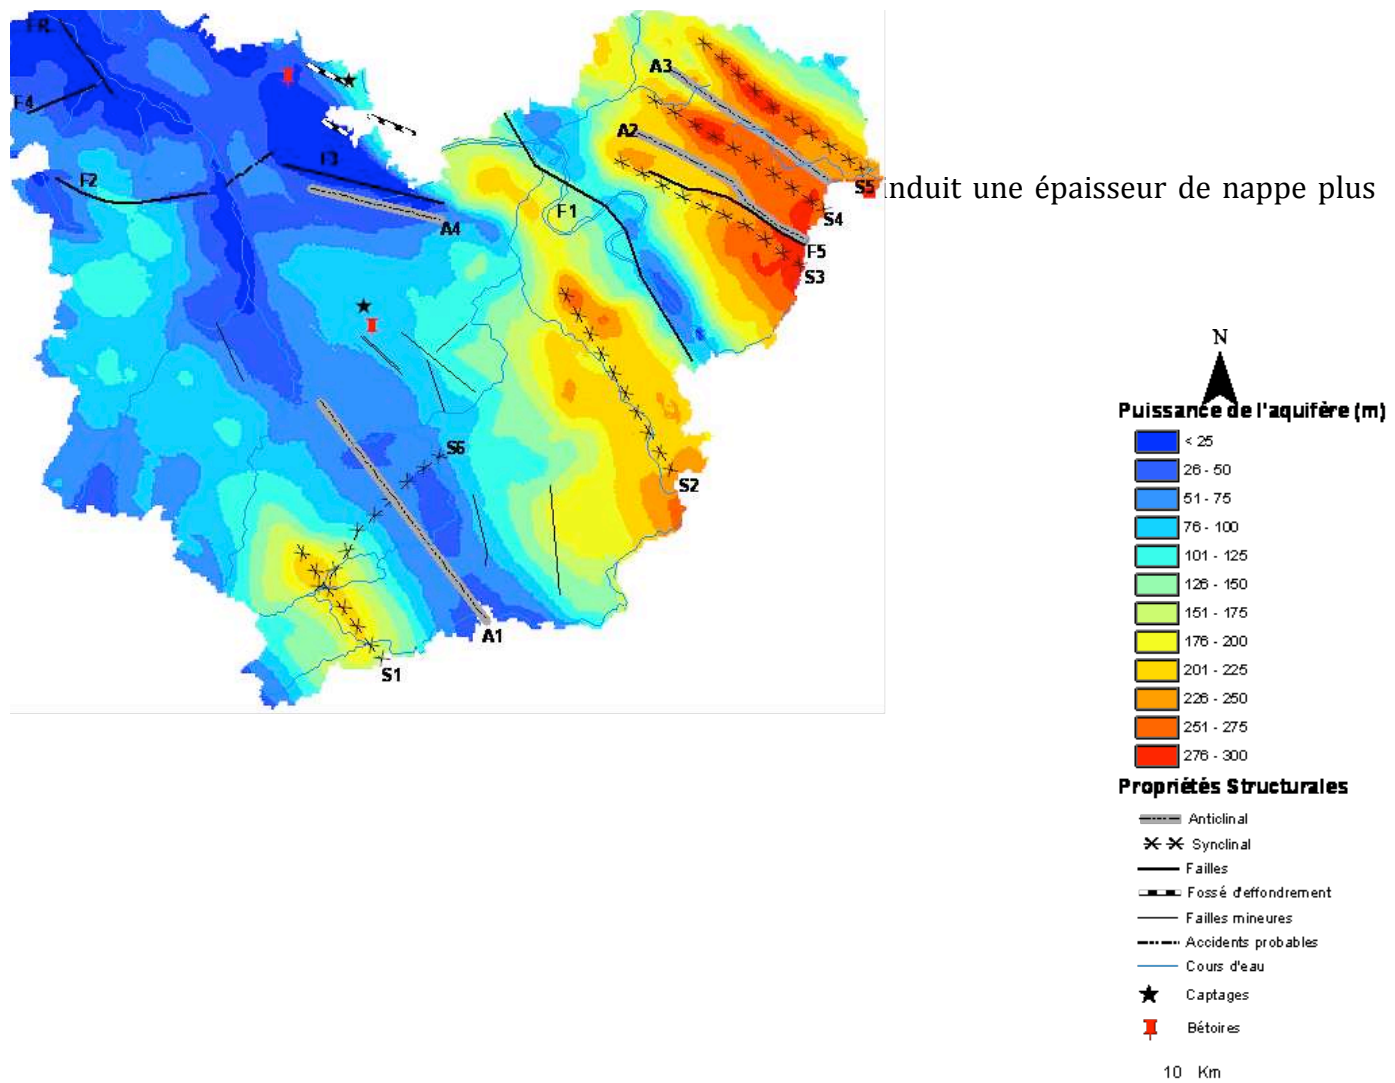 FR
F4
A3
A2
F3
F2
S5
nduit une épaisseur de nappe plus
F1
S4
A4
F5
S3
N
Puissance de l'aquifère (m)
< 25
26 - 50
51 - 75
76 - 100
101 - 125
126 - 150
151 - 175
176 - 200
201 - 225
226 - 250
251 - 275
276 - 300
S6
S2
A1
S1
Propriétés Structurales
Anticlinal
Synclinal
Failles
Fossé d'effondrement
Failles mineures
Accidents probables
Cours d'eau
Captages
Bétoires
10 Km